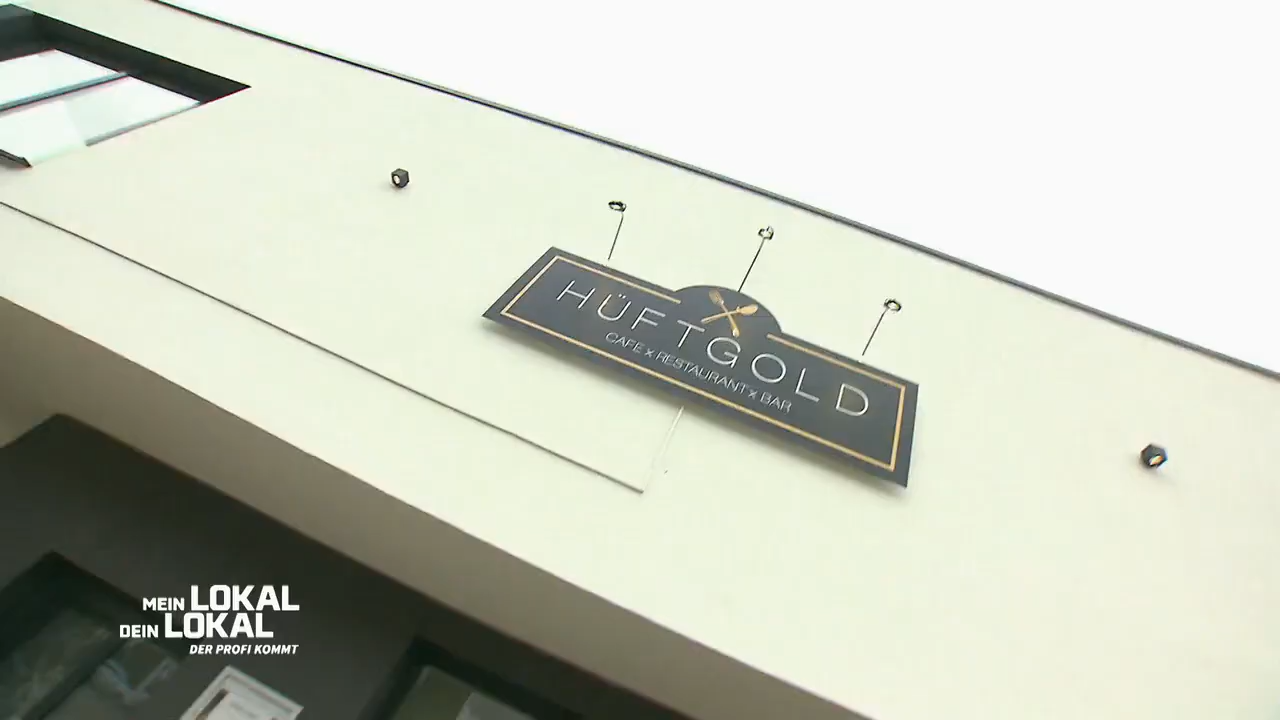 HÜFTGOLD
CAFE x RESTAURANT x BAR
MEIN LOKAL
DEIN LOKAL
DER PROFI KOMMT